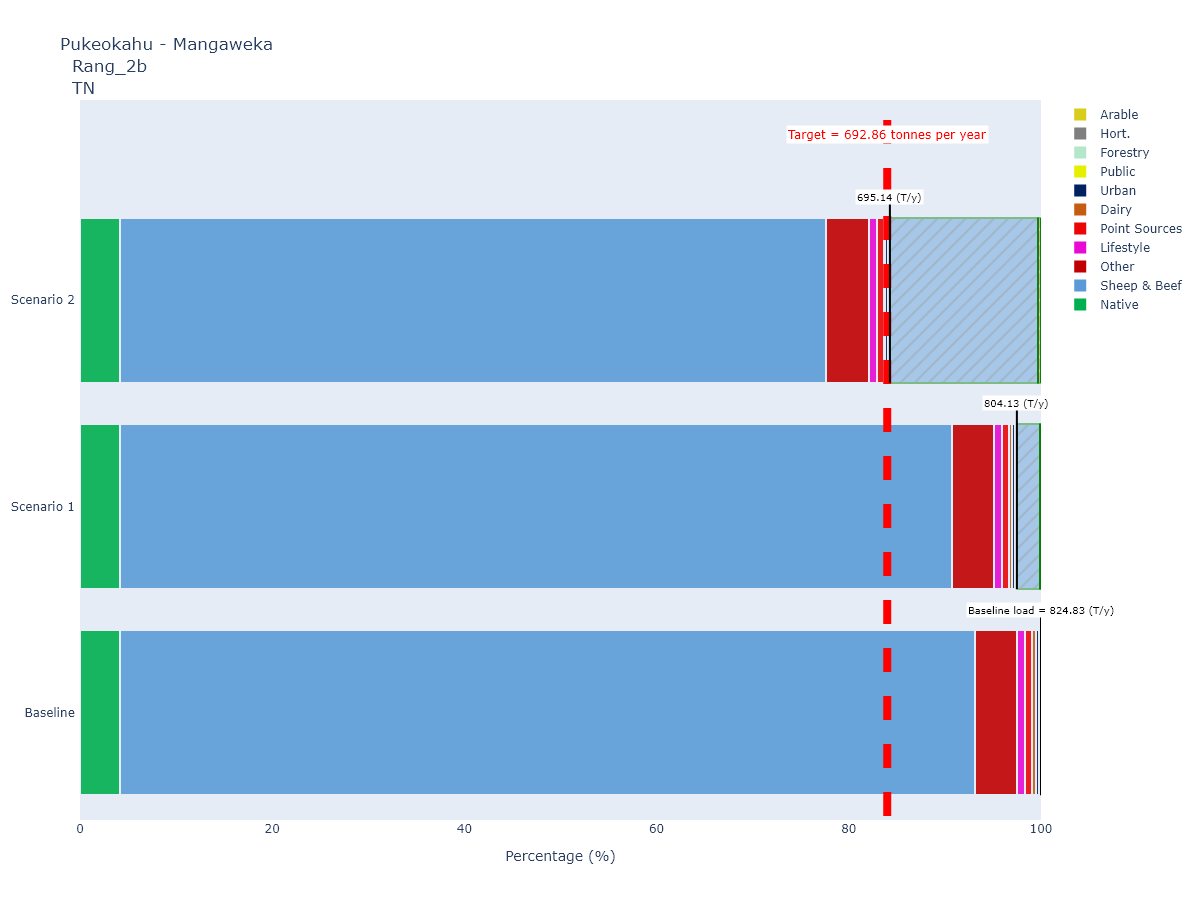 Pukeokahu - Mangaweka
Rang_2b
TN
Target = 692.86 tonnes per year
695.14 (T/y)
Scenario 2
804.13 (T/y)
Scenario 1
Baseline load = 824.83 (T/y)
Baseline
0 20 40 60 80 100
Percentage (%)
Arable
Hort.
Forestry
Public
Urban
Dairy
Point Sources
Lifestyle
Other
Sheep & Beef
Native